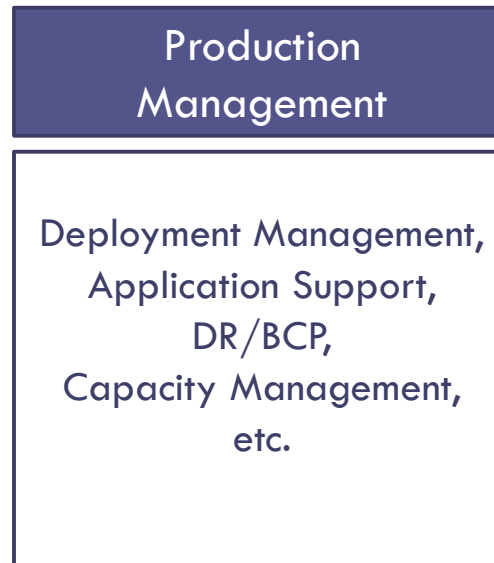 Production
Management
Deployment Management,
Application Support,
DR/BCP,
Capacity Management,
etc.